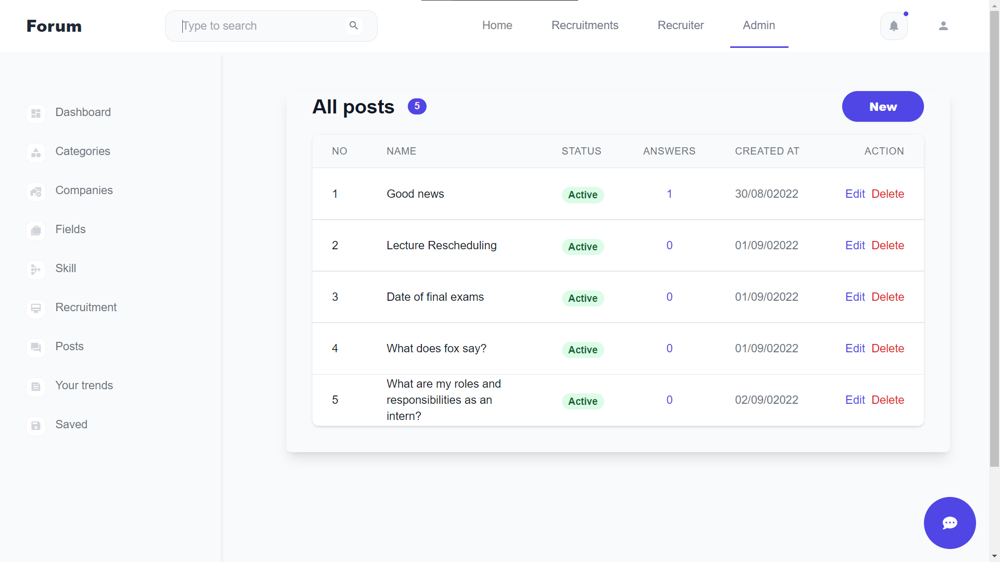 Forum
Type to search
Home
Recruitments
Recruiter
Admin
Dashboard
Categories
Companies
Fields
Skill
Recruitment
Posts
Your trends
Saved
All posts 5
New
NO NAME STATUS ANSWERS CREATED AT ACTION
1 Good news Active 1 30/08/02022 Edit Delete
2 Lecture Rescheduling Active 0 01/09/02022 Edit Delete
3 Date of final exams Active 0 01/09/02022 Edit Delete
4 What does fox say? Active 0 01/09/02022 Edit Delete
What are my roles and
5 responsibilities as an Active 0 02/09/02022 Edit Delete
intern?